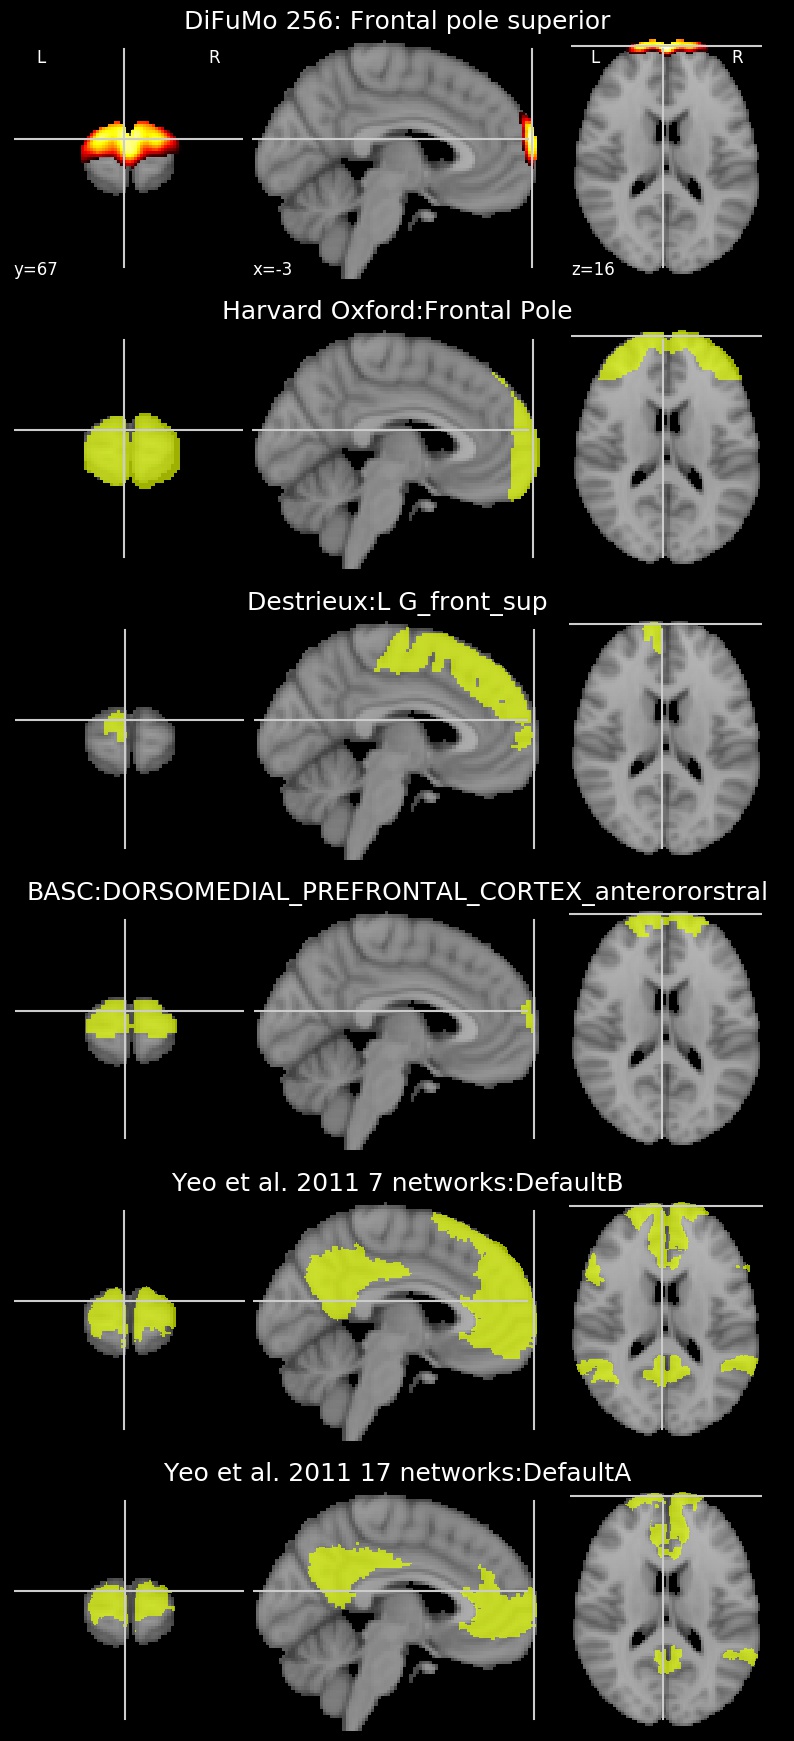 DiFuMo 256: Frontal pole superior
L R L R
y=67 x=-3 z=16
Harvard Oxford:Frontal Pole
Destrieux:L G_front_sup
BASC:DORSOMEDIAL_PREFRONTAL_CORTEX_anterororstral
Yeo et al. 2011 7 networks:DefaultB
Yeo et al. 2011 17 networks:DefaultA